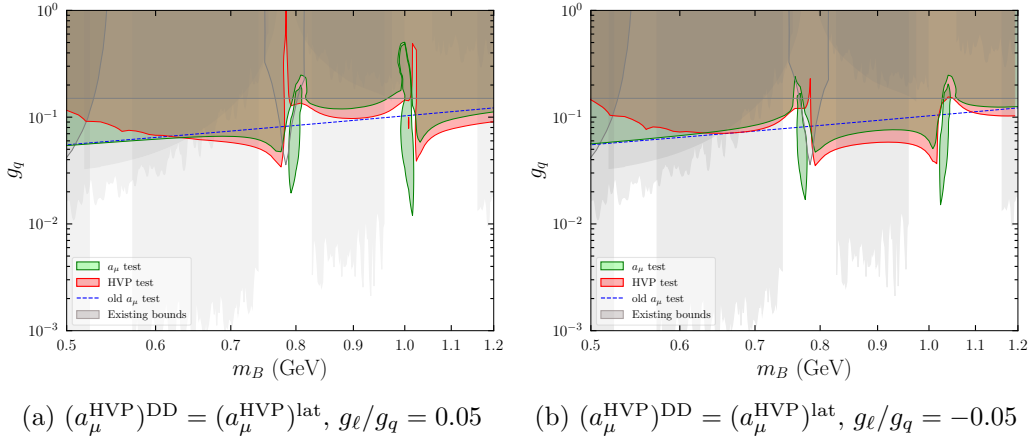 10⁰
10⁻¹
10⁻²
10⁻³
g_q
a_μ test
HVP test
old a_μ test
Existing bounds
0.5 0.6 0.7 0.8 0.9 1.0 1.1 1.2
m_B (GeV)
(a) (a_μ^HVP)^DD = (a_μ^HVP)^lat, g_ℓ/g_q = 0.05
10⁰
10⁻¹
10⁻²
10⁻³
g_q
a_μ test
HVP test
old a_μ test
Existing bounds
0.5 0.6 0.7 0.8 0.9 1.0 1.1 1.2
m_B (GeV)
(b) (a_μ^HVP)^DD = (a_μ^HVP)^lat, g_ℓ/g_q = −0.05